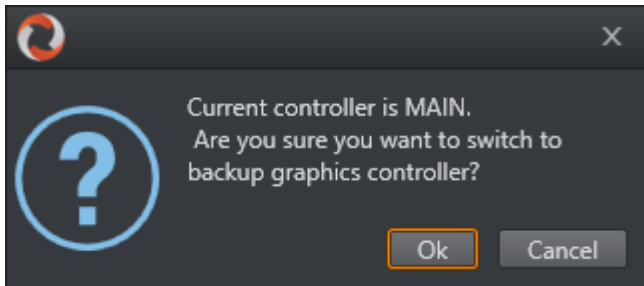 Current controller is MAIN.
Are you sure you want to switch to
backup graphics controller?
Ok
Cancel